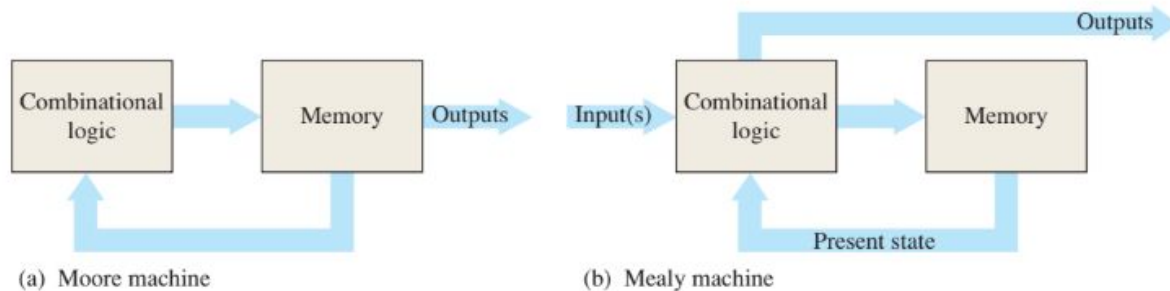 Combinational
logic
Memory
Outputs
(a) Moore machine
Outputs
Input(s)
Combinational
logic
Memory
Present state
(b) Mealy machine